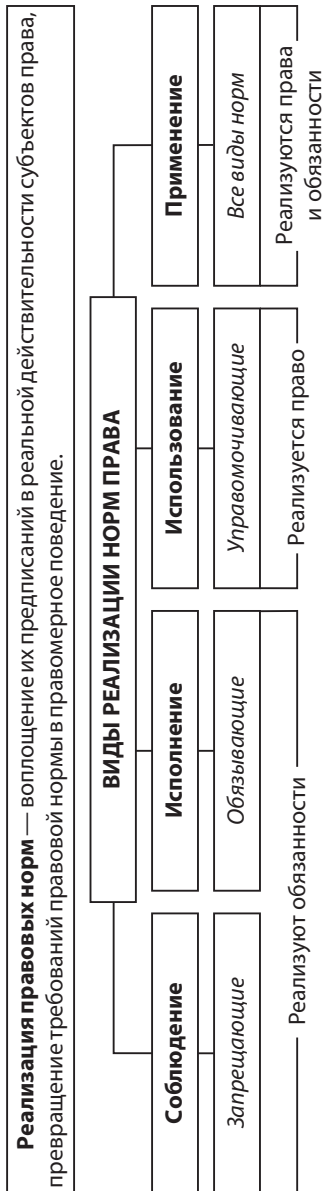 Реализация правовых норм — воплощение их предписаний в реальной действительности субъектов права,
превращение требований правовой нормы в правомерное поведение.
ВИДЫ РЕАЛИЗАЦИИ НОРМ ПРАВА
Соблюдение
Исполнение
Использование
Применение
Запрещающие
Обязывающие
Управомочивающие
Все виды норм
Реализуют обязанности
Реализуется право
Реализуются права
и обязанности